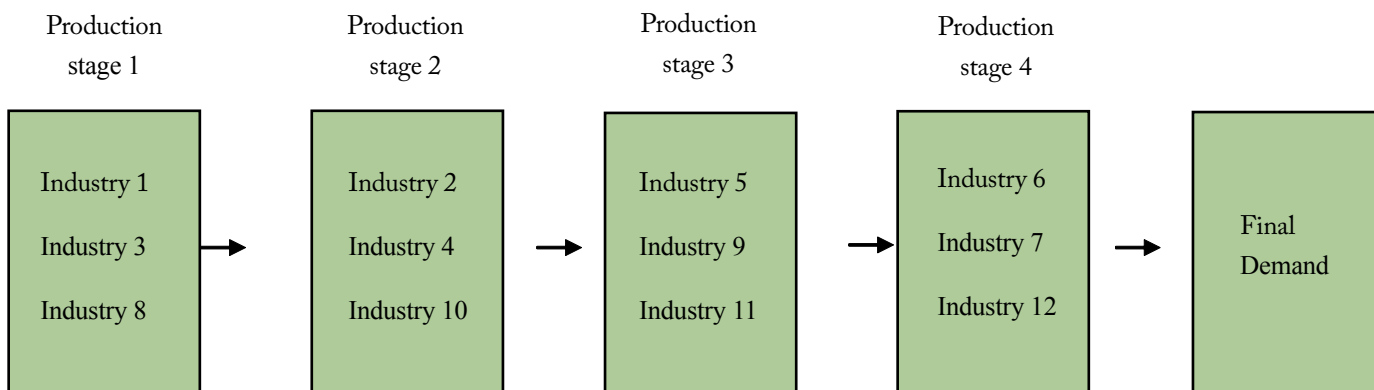 Production
stage 1
Production
stage 2
Production
stage 3
Production
stage 4
Industry 1
Industry 3
Industry 8
Industry 2
Industry 4
Industry 10
Industry 5
Industry 9
Industry 11
Industry 6
Industry 7
Industry 12
Final
Demand